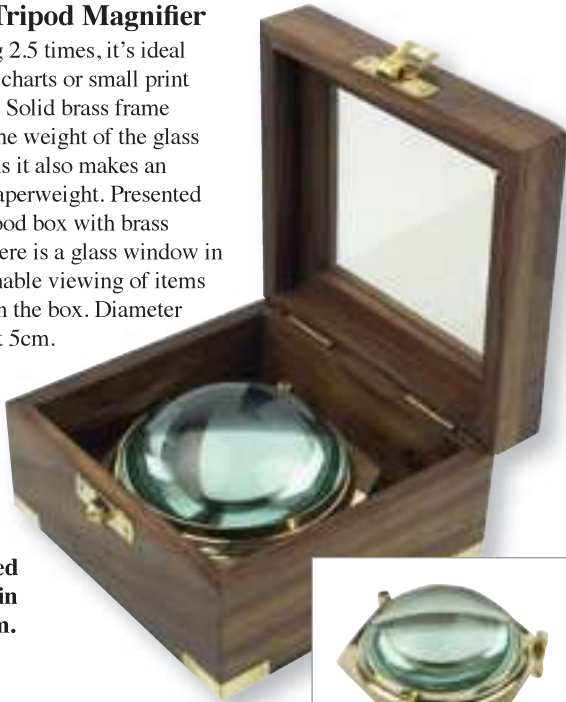 Tripod Magnifier
g 2.5 times, it’s ideal
charts or small print
Solid brass frame
he weight of the glass
s it also makes an
aperweight. Presented
ood box with brass
ere is a glass window in
nable viewing of items
n the box. Diameter
t 5cm.
ed
in
m.